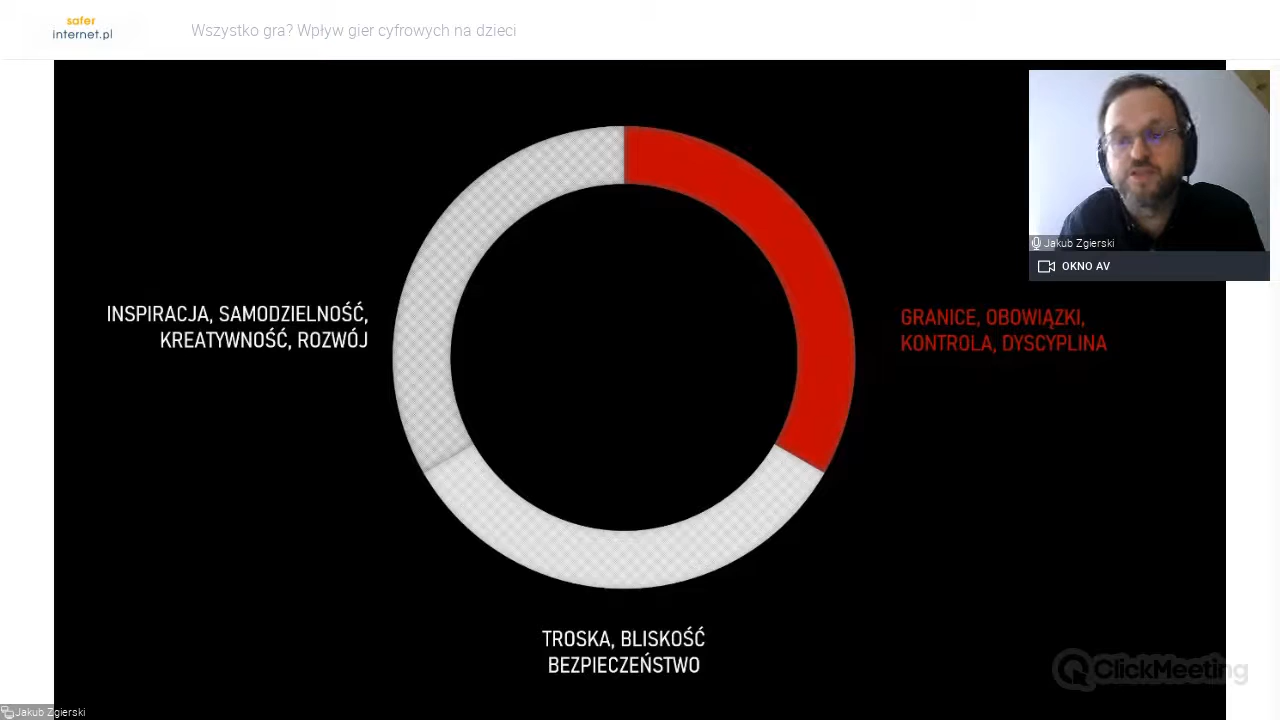 safer
internet.pl
Wszystko gra? Wpływ gier cyfrowych na dzieci
Jakub Zgierski
OKNO AV
INSPIRACJA, SAMODZIELNOŚĆ,
KREATYWNOŚĆ, ROZWÓJ
GRANICE, OBOWIĄZKI,
KONTROLA, DYSCYPLINA
TROSKA, BLISKOŚĆ
BEZPIECZEŃSTWO
ClickMeeting
Jakub Zgierski